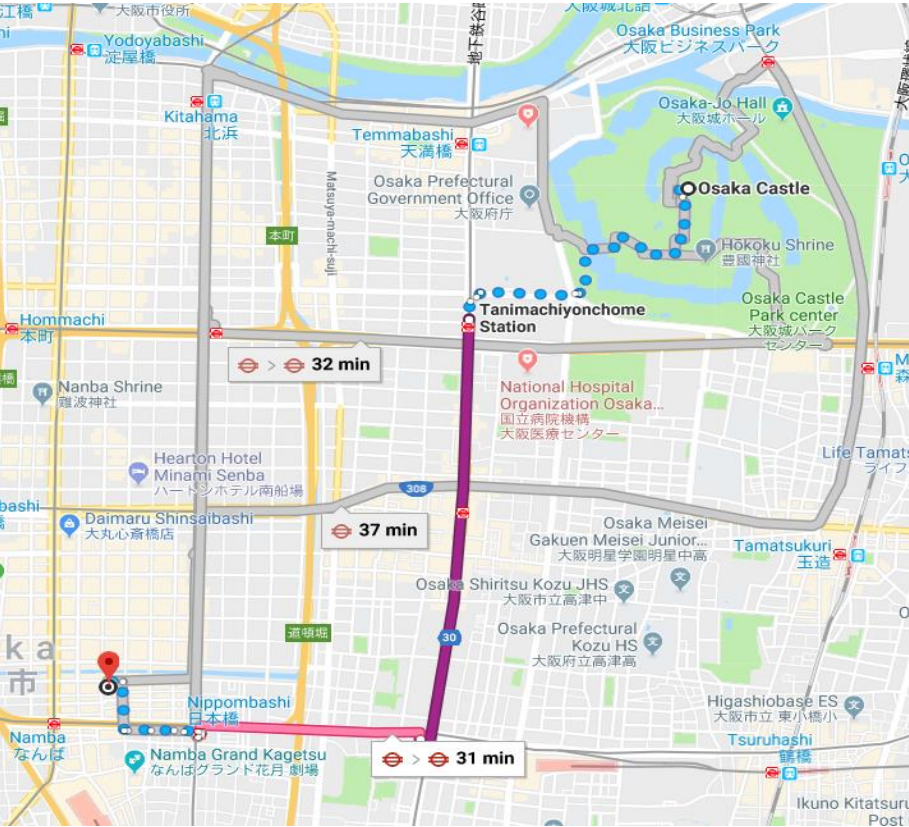 大阪市役所
Yodoyabashi
淀屋橋
Kitahama
北浜
Temmabashi
天満橋
Osaka Prefectural
Government Office
大阪府庁
Matsuya-machi-suji
本町
Osaka Business Park
大阪ビジネスパーク
Osaka-Jo Hall
大阪城ホール
Osaka Castle
Hōkoku Shrine
豊國神社
Osaka Castle
Park center
大阪城パーク
センター
Tanimachiyonchome
Station
Hommachi
本町
32 min
Nanba Shrine
難波神社
National Hospital
Organization Osaka...
国立病院機構
大阪医療センター
Hearton Hotel
Minami Senba
ハートンホテル南船場
308
Life Tamats
ライフ
bashi
Daimaru Shinsaibashi
大丸心斎橋店
37 min
Osaka Meisei
Gakuen Meisei Junior...
大阪明星学園明星中高
Tamatsukuri
玉造
Osaka Shiritsu Kozu JHS
大阪市立高津中
道頓堀
30
Osaka Prefectural
Kozu HS
大阪府立高津高
ka
市
Nippombashi
日本橋
Higashiobase ES
大阪市立 東小橋小
Namba
なんば
Namba Grand Kagetsu
なんばグランド花月 劇場
31 min
Tsuruhashi
鶴橋
Ikuno Kitatsuru
Post